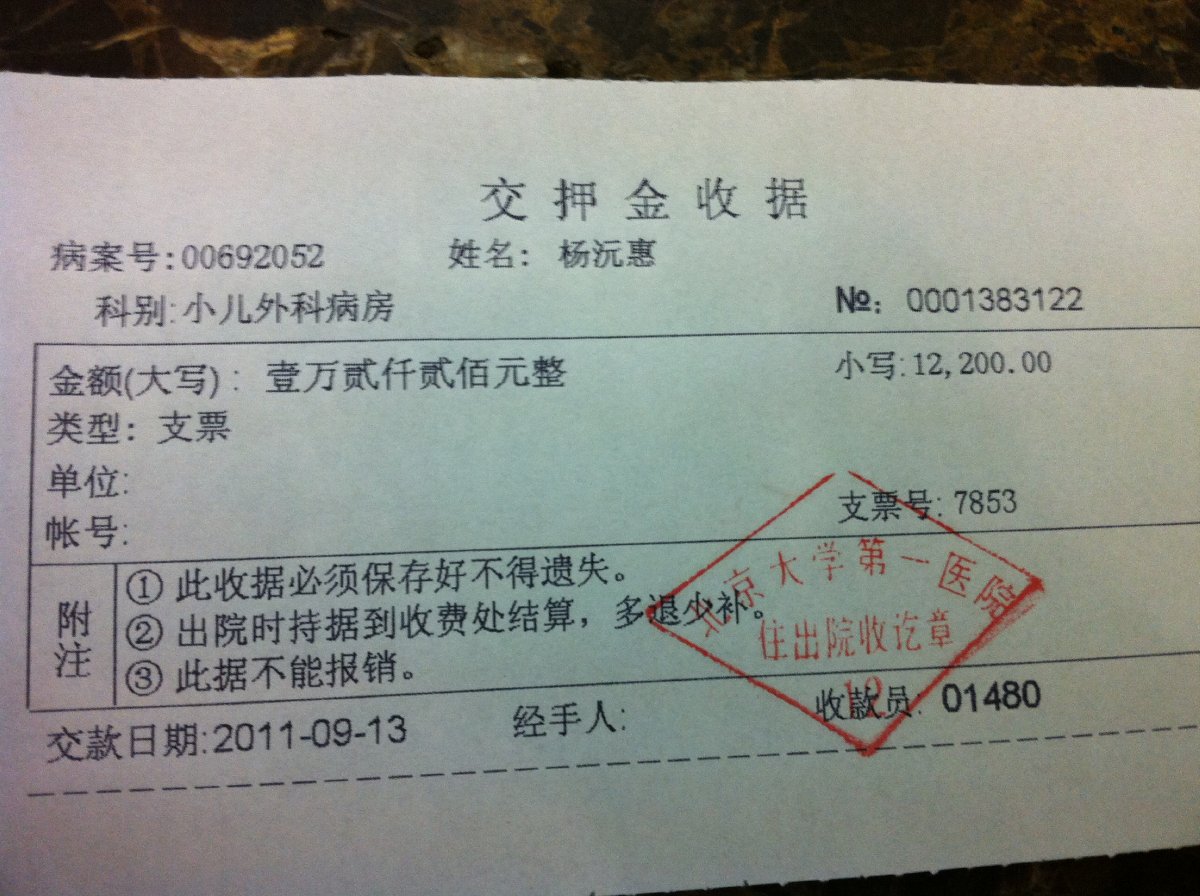 交押金收据
病案号:00692052 姓名: 杨沅惠
科别:小儿外科病房 №: 0001383122
金额(大写): 壹万贰仟贰佰元整 小写:12,200.00
类型: 支票
单位:
帐号: 支票号: 7853
附注
① 此收据必须保存好不得遗失。
② 出院时持据到收费处结算，多退少补。
③ 此据不能报销。
北京大学第一医院
住出院收讫章
交款日期:2011-09-13 经手人: 收款员: 01480